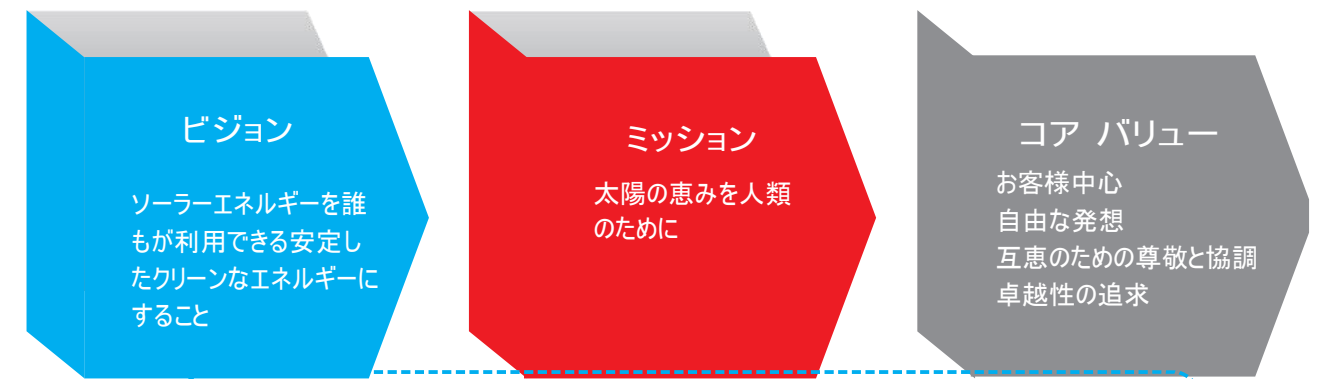 ビジョン
ソーラーエネルギーを誰
もが利用できる安定し
たクリーンなエネルギーに
すること
ミッション
太陽の恵みを人類
のために
コア バリュー
お客様中心
自由な発想
互恵のための尊敬と協調
卓越性の追求